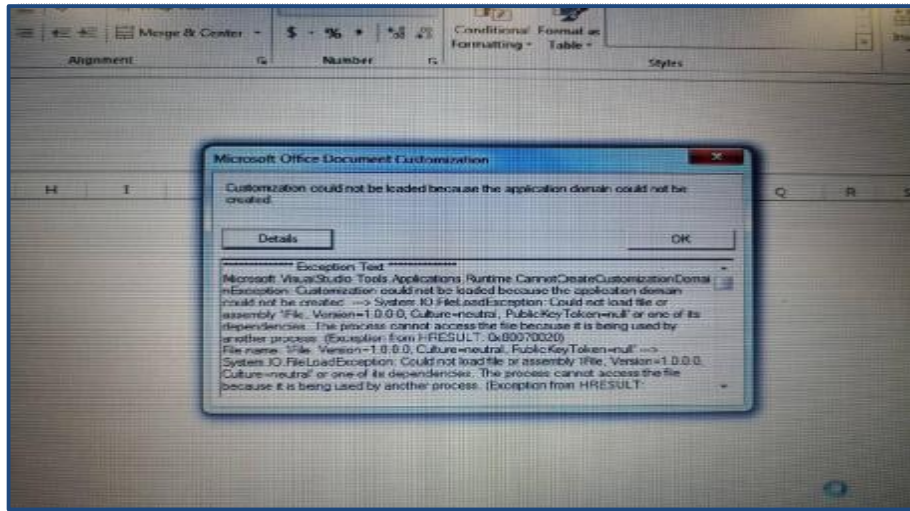 Merge & Center
$ - % ,
Conditional Format as
Formatting - Table -
Alignment
Number
Styles
Microsoft Office Document Customization
Customization could not be loaded because the application domain could not be
created.
Details
OK
************** Exception Text **************
Microsoft.VisualStudio.Tools.Applications.Runtime.CannotCreateCustomizationDomai
nException: Customization could not be loaded because the application domain
could not be created. ---> System.IO.FileLoadException: Could not load file or
assembly '1File, Version=1.0.0.0, Culture=neutral, PublicKeyToken=null' or one of its
dependencies. The process cannot access the file because it is being used by
another process. (Exception from HRESULT: 0x80070020)
File name: '1File, Version=1.0.0.0, Culture=neutral, PublicKeyToken=null' --->
System.IO.FileLoadException: Could not load file or assembly '1File, Version=1.0.0.0,
Culture=neutral' or one of its dependencies. The process cannot access the file
because it is being used by another process. (Exception from HRESULT:
H I Q R S